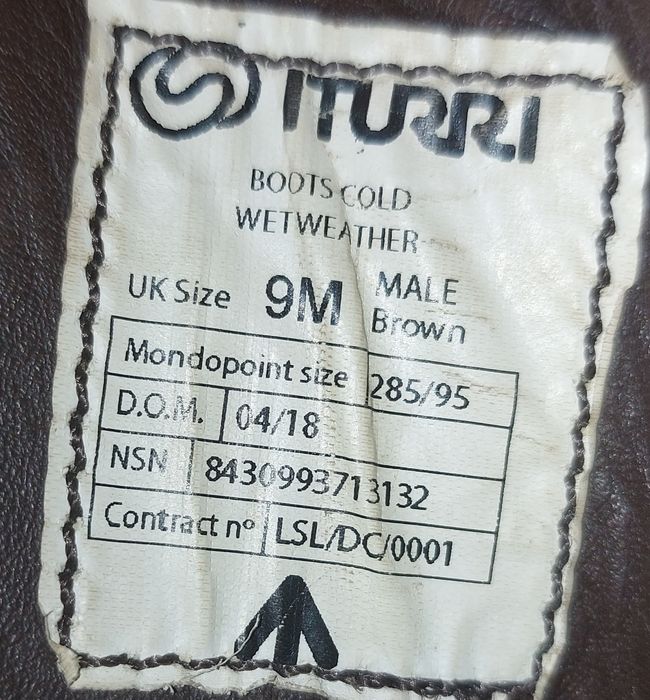 ITURRI
BOOTS COLD
WETWEATHER
UK Size 9M MALE
Brown
Mondopoint size 285/95
D.O.M. 04/18
NSN 8430993713132
Contract nº LSL/DC/0001